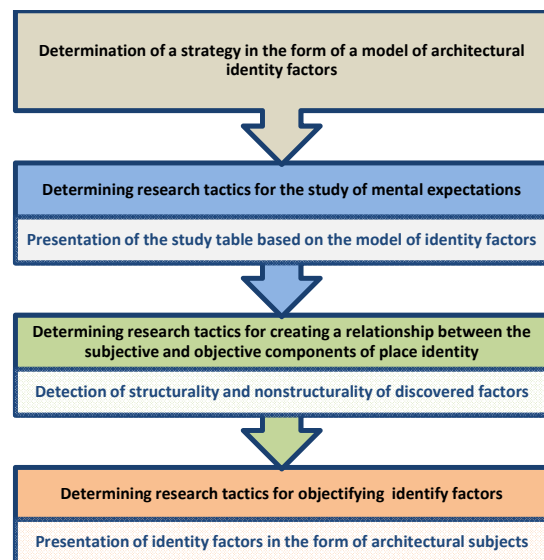 Determination of a strategy in the form of a model of architectural
identity factors
Determining research tactics for the study of mental expectations
Presentation of the study table based on the model of identity factors
Determining research tactics for creating a relationship between the
subjective and objective components of place identity
Detection of structurality and nonstructurality of discovered factors
Determining research tactics for objectifying identify factors
Presentation of identity factors in the form of architectural subjects